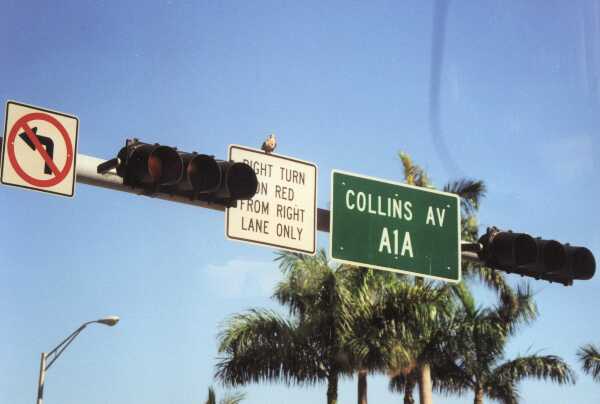 RIGHT TURN
ON RED
FROM RIGHT
LANE ONLY
COLLINS AV
A1A